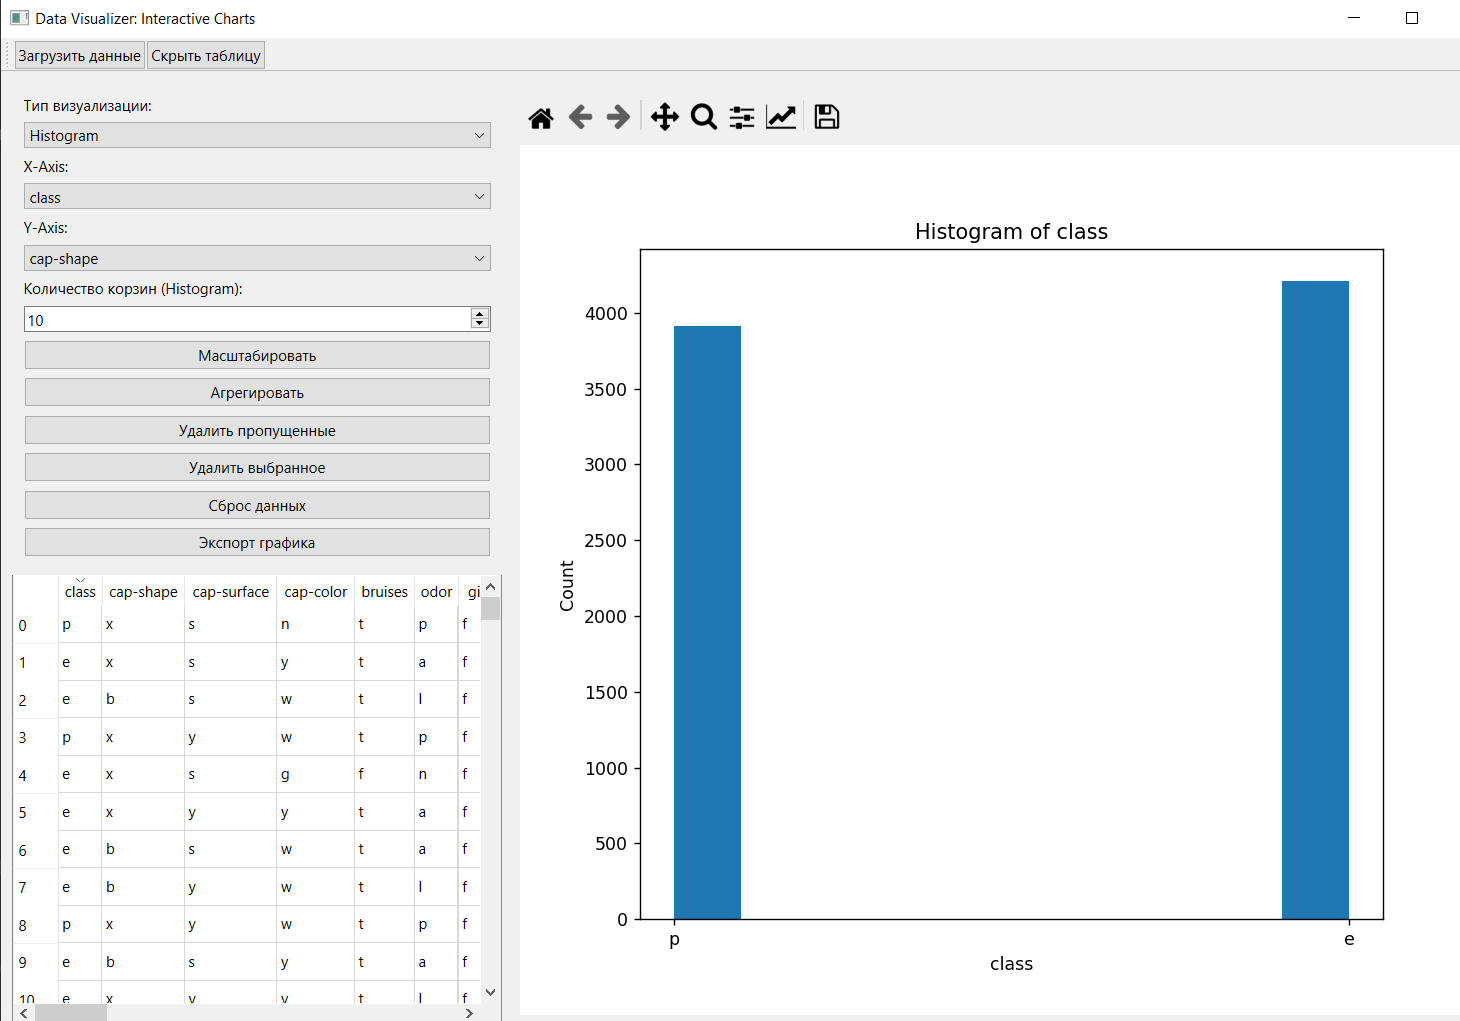 Data Visualizer: Interactive Charts
Загрузить данные Скрыть таблицу
Тип визуализации:
Histogram
X-Axis:
class
Y-Axis:
cap-shape
Количество корзин (Histogram):
10
Масштабировать
Агрегировать
Удалить пропущенные
Удалить выбранное
Сброс данных
Экспорт графика
class cap-shape cap-surface cap-color bruises odor gi
0 p x s n t p f
1 e x s y t a f
2 e b s w t l f
3 p x y w t p f
4 e x s g f n f
5 e x y y t a f
6 e b s w t a f
7 e b y w t l f
8 p x y w t p f
9 e b s y t a f
10 e x y y t l f
Histogram of class
Count
4000
3500
3000
2500
2000
1500
1000
500
0
p e
class